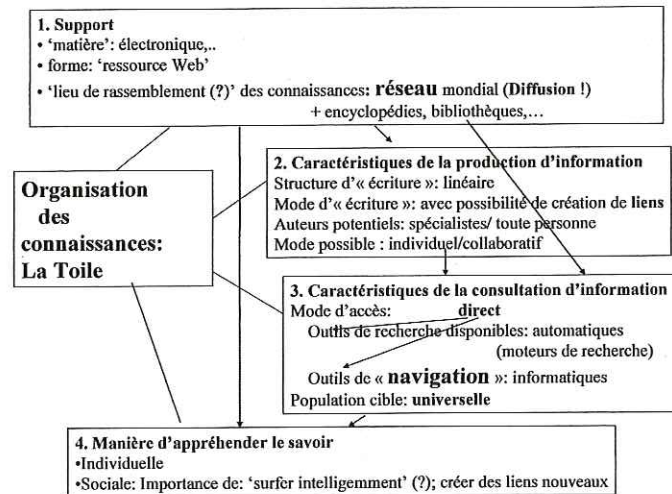 1. Support
• ‘matière’: électronique,..
• forme: ‘ressource Web’
• ‘lieu de rassemblement (?)’ des connaissances: réseau mondial (Diffusion !)
+ encyclopédies, bibliothèques,…
Organisation
des
connaissances:
La Toile
2. Caractéristiques de la production d’information
Structure d’« écriture »: linéaire
Mode d’« écriture »: avec possibilité de création de liens
Auteurs potentiels: spécialistes/ toute personne
Mode possible : individuel/collaboratif
3. Caractéristiques de la consultation d’information
Mode d’accès: direct
Outils de recherche disponibles: automatiques
(moteurs de recherche)
Outils de « navigation »: informatiques
Population cible: universelle
4. Manière d’appréhender le savoir
•Individuelle
•Sociale: Importance de: ‘surfer intelligemment’ (?); créer des liens nouveaux